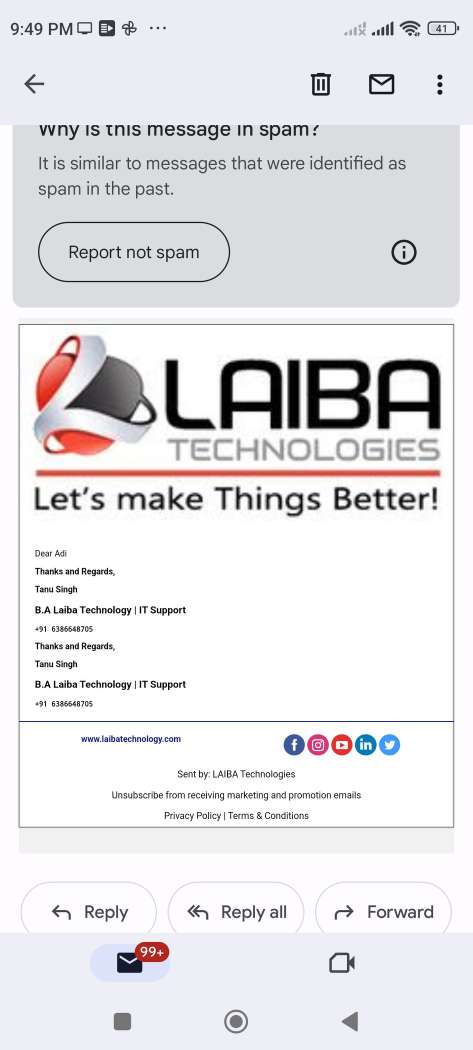 9:49 PM
41
Why is this message in spam?
It is similar to messages that were identified as
spam in the past.
Report not spam
LAIBA
TECHNOLOGIES
Let's make Things Better!
Dear Adi
Thanks and Regards,
Tanu Singh
B.A Laiba Technology | IT Support
+91 6386648705
Thanks and Regards,
Tanu Singh
B.A Laiba Technology | IT Support
+91 6386648705
www.laibatechnology.com
Sent by: LAIBA Technologies
Unsubscribe from receiving marketing and promotion emails
Privacy Policy | Terms & Conditions
Reply Reply all Forward
99+